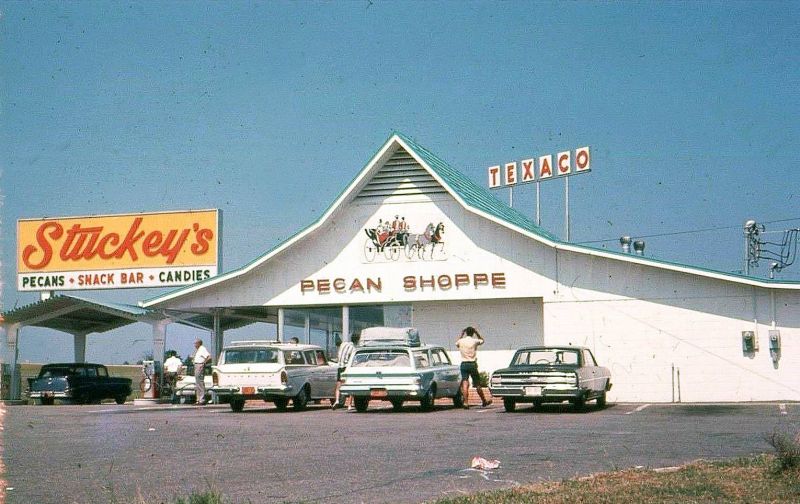 Stuckey's
PECANS • SNACK BAR • CANDIES
TEXACO
PECAN SHOPPE